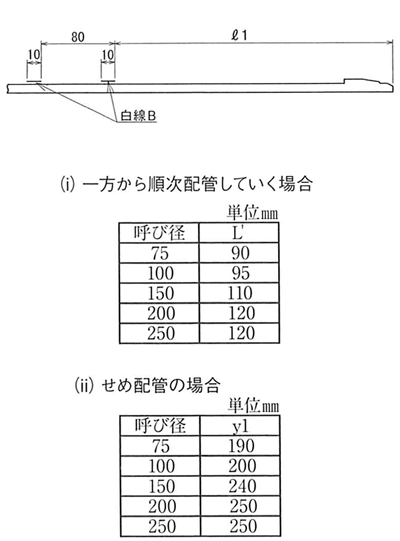 80
ℓ1
10
10
白線B
(i) 一方から順次配管していく場合
単位mm
呼び径 L'
75 90
100 95
150 110
200 120
250 120
(ii) せめ配管の場合
単位mm
呼び径 y1
75 190
100 200
150 240
200 250
250 250